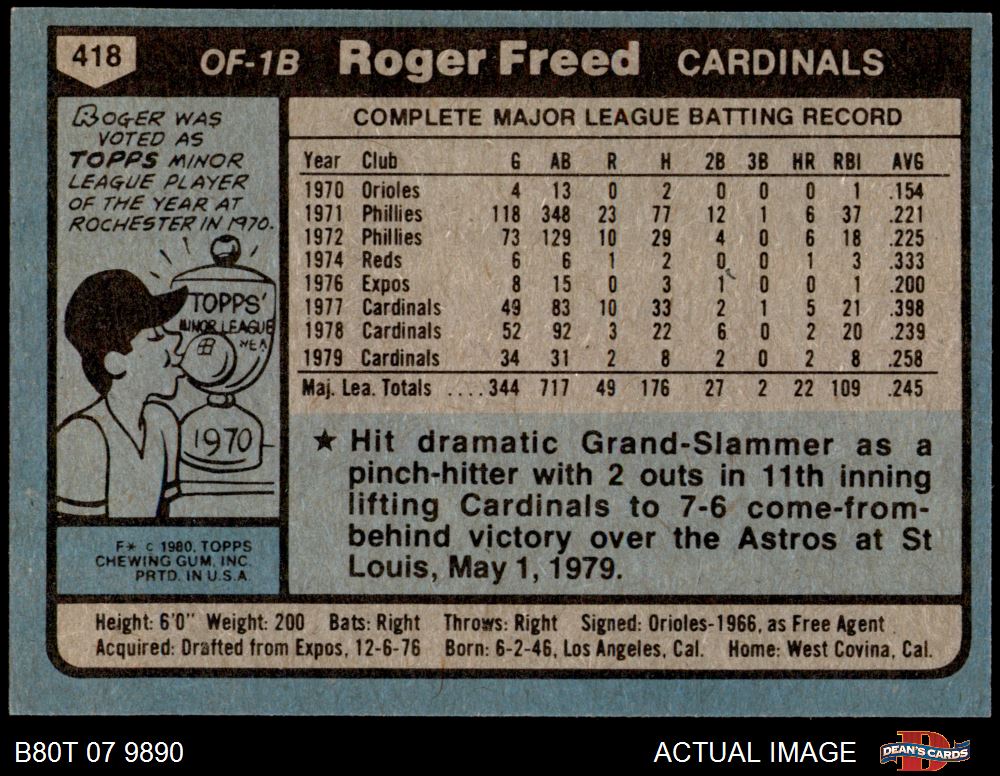 418 OF-1B Roger Freed CARDINALS
ROGER WAS
VOTED AS
TOPPS MINOR
LEAGUE PLAYER
OF THE YEAR AT
ROCHESTER IN 1970.
TOPPS'
MINOR LEAGUE
1970
F* © 1980, TOPPS
CHEWING GUM, INC.
PRTD. IN U.S.A.
COMPLETE MAJOR LEAGUE BATTING RECORD
Year Club G AB R H 2B 3B HR RBI AVG
1970 Orioles 4 13 0 2 0 0 0 1 .154
1971 Phillies 118 348 23 77 12 1 6 37 .221
1972 Phillies 73 129 10 29 4 0 6 18 .225
1974 Reds 6 6 1 2 0 0 1 3 .333
1976 Expos 8 15 0 3 1 0 0 1 .200
1977 Cardinals 49 83 10 33 2 1 5 21 .398
1978 Cardinals 52 92 3 22 6 0 2 20 .239
1979 Cardinals 34 31 2 8 2 0 2 8 .258
Maj. Lea. Totals ....344 717 49 176 27 2 22 109 .245
★ Hit dramatic Grand-Slammer as a
pinch-hitter with 2 outs in 11th inning
lifting Cardinals to 7-6 come-from-
behind victory over the Astros at St
Louis, May 1, 1979.
Height: 6'0" Weight: 200 Bats: Right Throws: Right Signed: Orioles-1966, as Free Agent
Acquired: Drafted from Expos, 12-6-76 Born: 6-2-46, Los Angeles, Cal. Home: West Covina, Cal.
B80T 07 9890 ACTUAL IMAGE DEAN'S CARDS